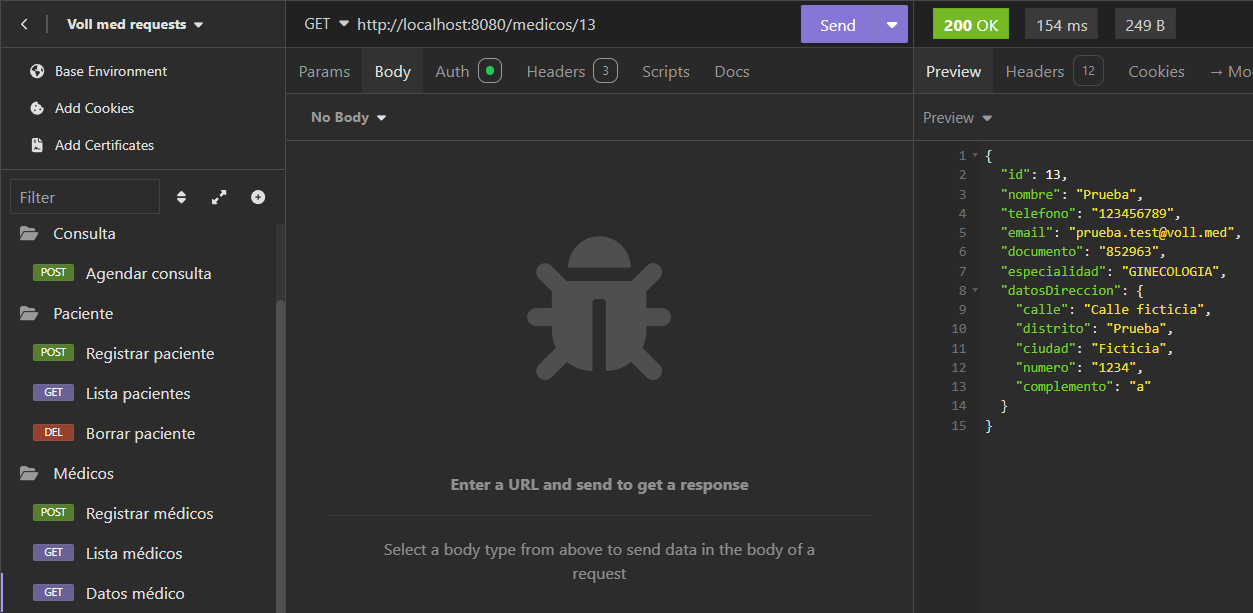 Voll med requests
Base Environment
Add Cookies
Add Certificates
Filter
Consulta
POST Agendar consulta
Paciente
POST Registrar paciente
GET Lista pacientes
DEL Borrar paciente
Médicos
POST Registrar médicos
GET Lista médicos
GET Datos médico
GET http://localhost:8080/medicos/13 Send
Params Body Auth Headers 3 Scripts Docs
No Body
Enter a URL and send to get a response
Select a body type from above to send data in the body of a
request
200 OK 154 ms 249 B
Preview Headers 12 Cookies → Mo
Preview
1 {
2 "id": 13,
3 "nombre": "Prueba",
4 "telefono": "123456789",
5 "email": "prueba.test@voll.med",
6 "documento": "852963",
7 "especialidad": "GINECOLOGIA",
8 "datosDireccion": {
9 "calle": "Calle ficticia",
10 "distrito": "Prueba",
11 "ciudad": "Ficticia",
12 "numero": "1234",
13 "complemento": "a"
14 }
15 }